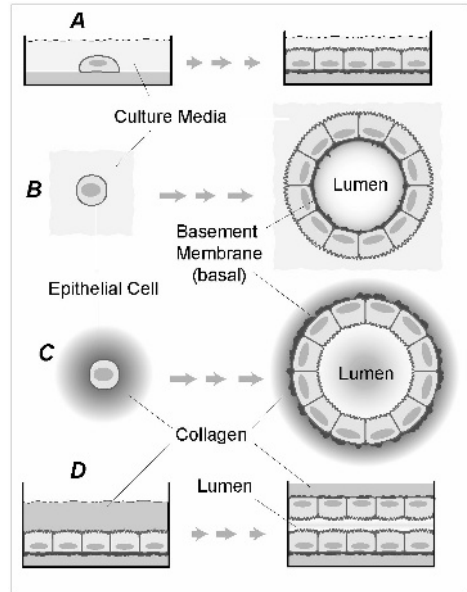 A
Culture Media
B
Lumen
Basement
Membrane
(basal)
Epithelial Cell
C
Lumen
Collagen
D
Lumen